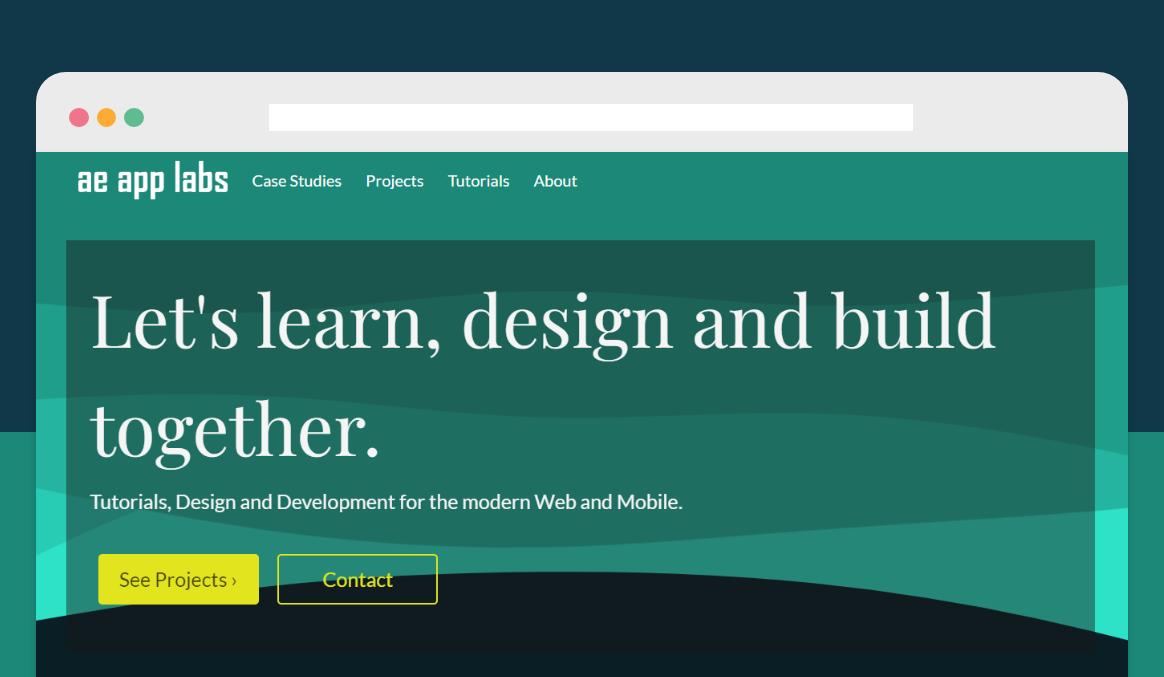 ae app labs Case Studies Projects Tutorials About
Let's learn, design and build
together.
Tutorials, Design and Development for the modern Web and Mobile.
See Projects › Contact